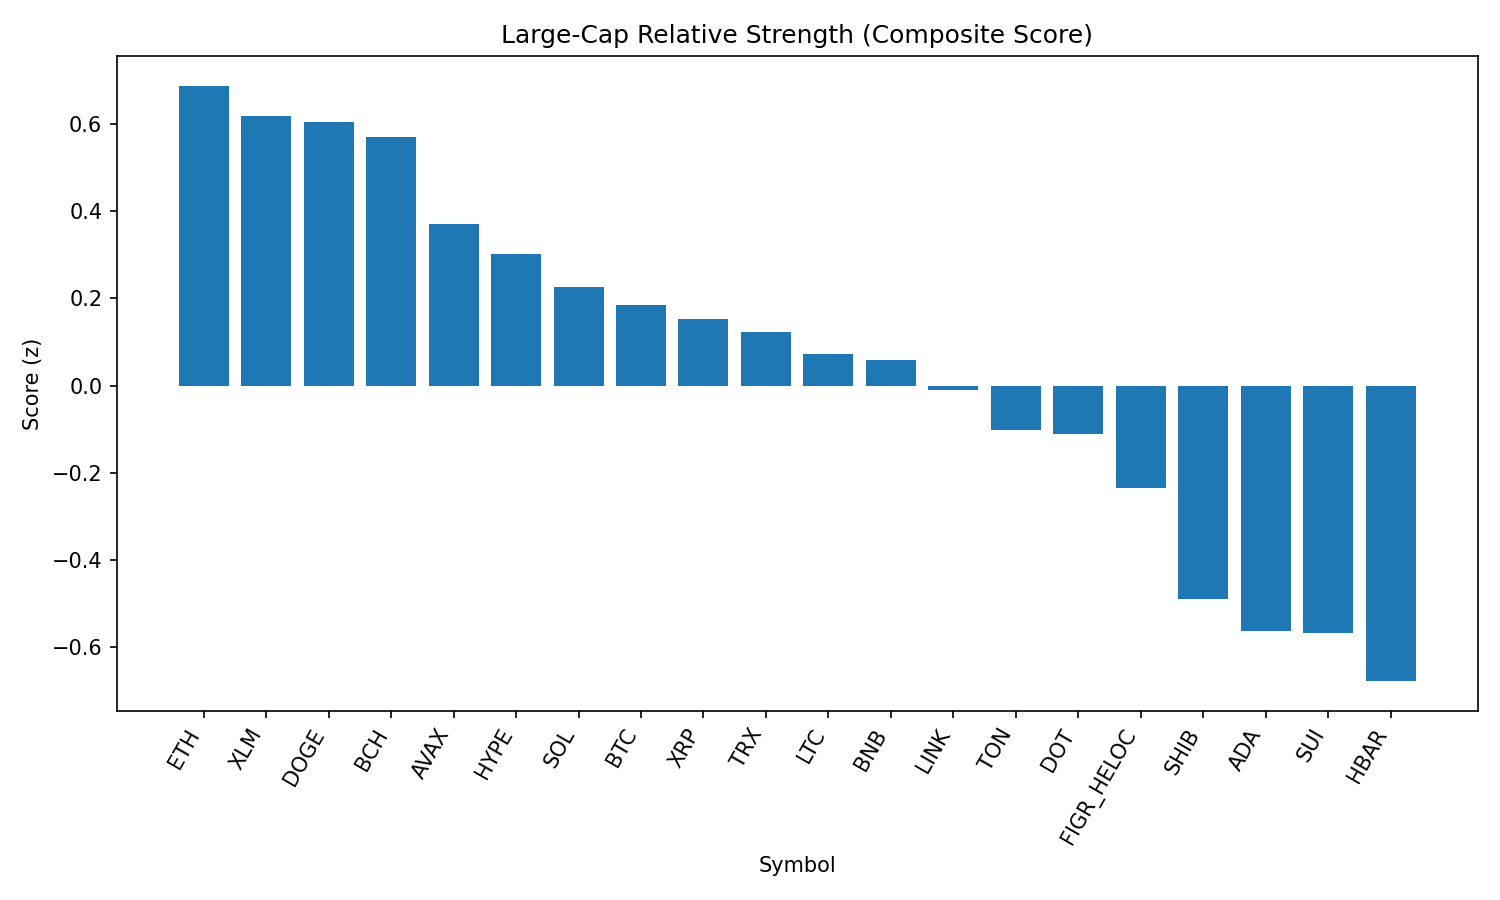 Large-Cap Relative Strength (Composite Score)
Score (z)
0.6
0.4
0.2
0.0
−0.2
−0.4
−0.6
ETH
XLM
DOGE
BCH
AVAX
HYPE
SOL
BTC
XRP
TRX
LTC
BNB
LINK
TON
DOT
FIGR_HELOC
SHIB
ADA
SUI
HBAR
Symbol